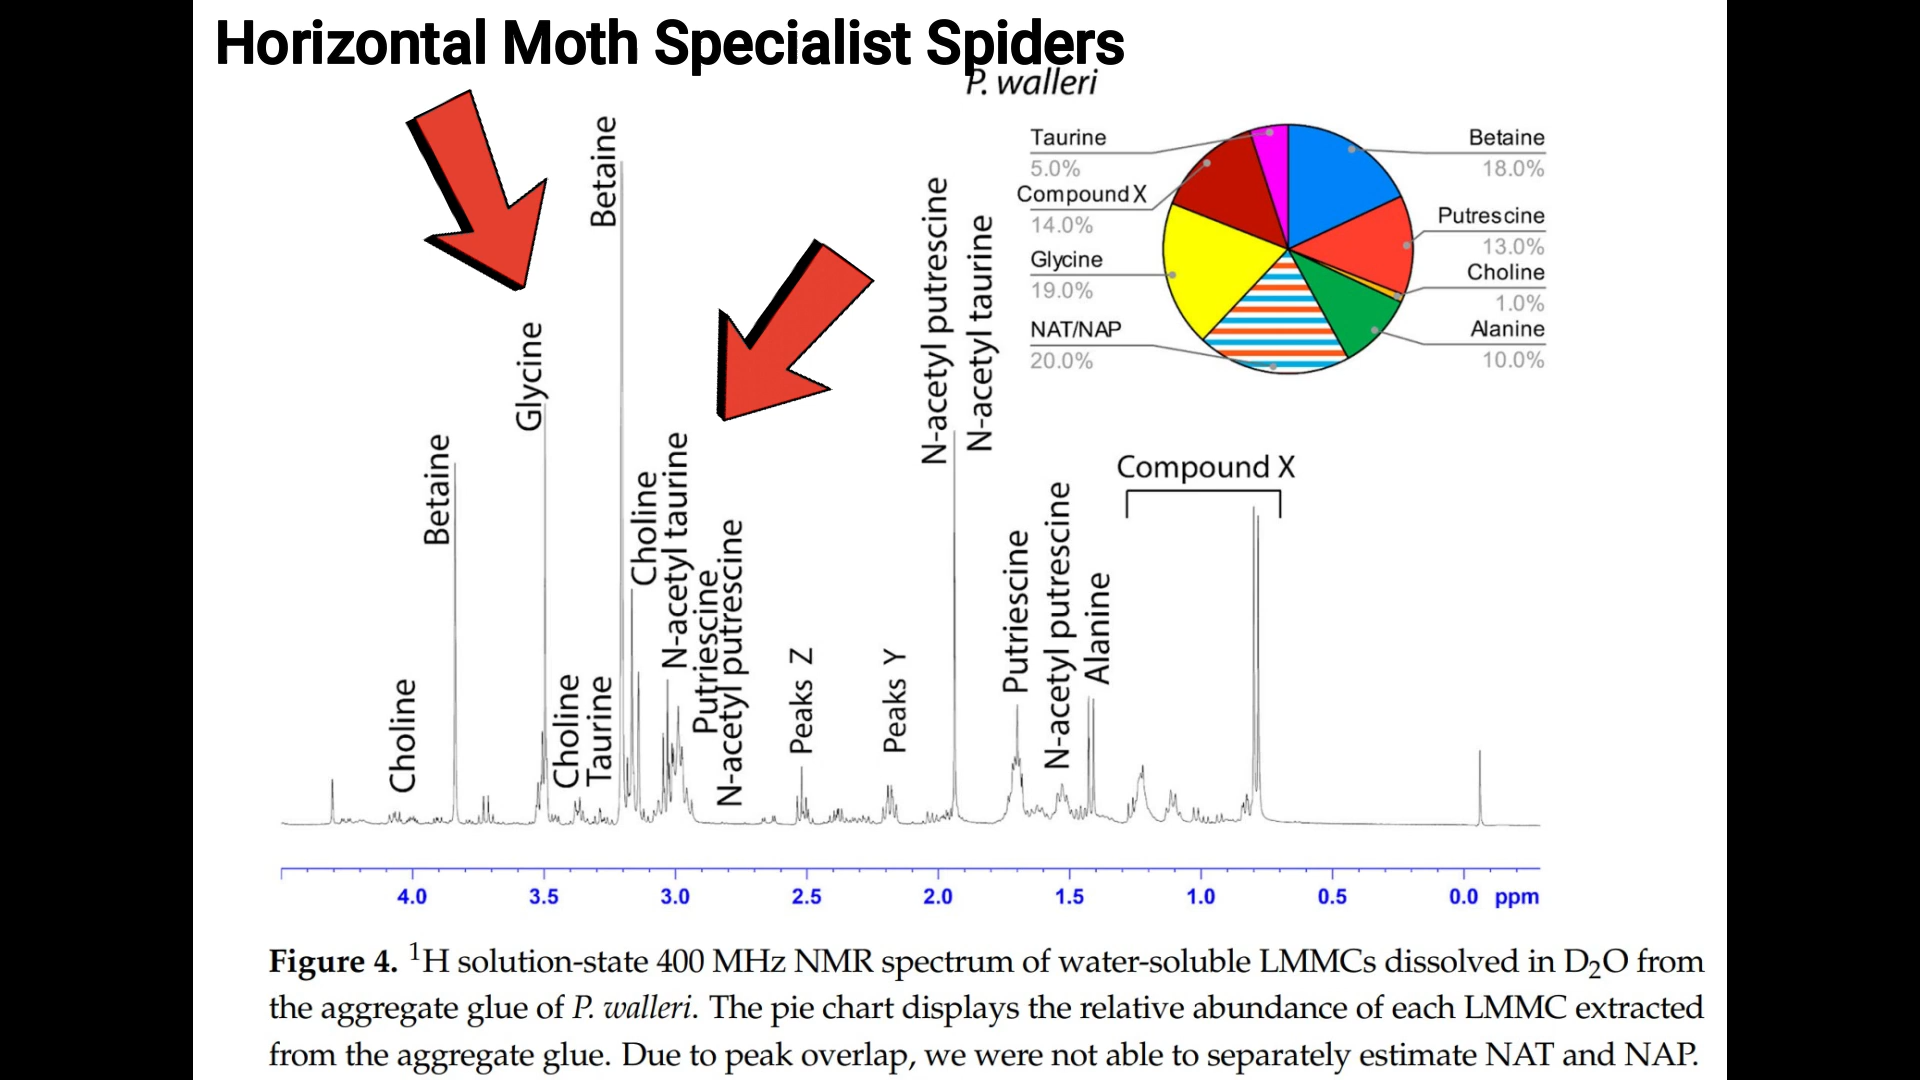 Horizontal Moth Specialist Spiders
P. walleri
Taurine
5.0%
Compound X
14.0%
Glycine
19.0%
NAT/NAP
20.0%
Betaine
18.0%
Putrescine
13.0%
Choline
1.0%
Alanine
10.0%
Choline
Betaine
Glycine
Choline
Taurine
Betaine
Choline
N-acetyl taurine
Putriescine
N-acetyl putrescine
Peaks Z
Peaks Y
N-acetyl putrescine
N-acetyl taurine
Putriescine
N-acetyl putrescine
Alanine
Compound X
4.0 3.5 3.0 2.5 2.0 1.5 1.0 0.5 0.0 ppm
Figure 4. ¹H solution-state 400 MHz NMR spectrum of water-soluble LMMCs dissolved in D₂O from
the aggregate glue of P. walleri. The pie chart displays the relative abundance of each LMMC extracted
from the aggregate glue. Due to peak overlap, we were not able to separately estimate NAT and NAP.